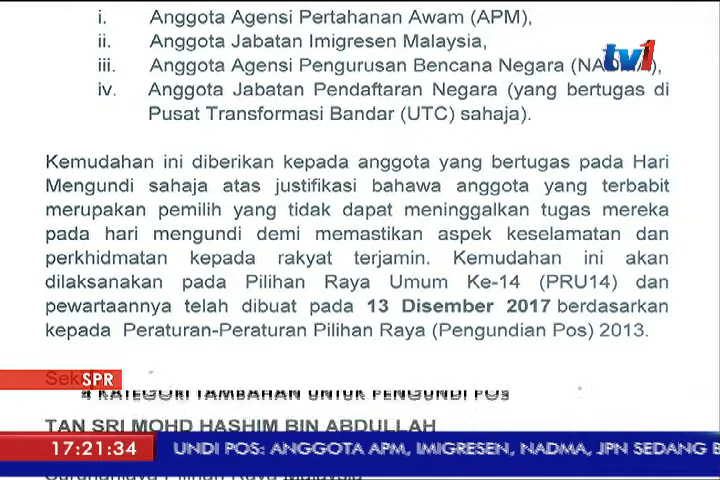 i. Anggota Agensi Pertahanan Awam (APM),
ii. Anggota Jabatan Imigresen Malaysia,
tv1
iii. Anggota Agensi Pengurusan Bencana Negara (NADMA),
iv. Anggota Jabatan Pendaftaran Negara (yang bertugas di
Pusat Transformasi Bandar (UTC) sahaja).
Kemudahan ini diberikan kepada anggota yang bertugas pada Hari
Mengundi sahaja atas justifikasi bahawa anggota yang terbabit
merupakan pemilih yang tidak dapat meninggalkan tugas mereka
pada hari mengundi demi memastikan aspek keselamatan dan
perkhidmatan kepada rakyat terjamin. Kemudahan ini akan
dilaksanakan pada Pilihan Raya Umum Ke-14 (PRU14) dan
pewartaannya telah dibuat pada 13 Disember 2017 berdasarkan
kepada Peraturan-Peraturan Pilihan Raya (Pengundian Pos) 2013.
SPR
4 KATEGORI TAMBAHAN UNTUK PENGUNDI POS
TAN SRI MOHD HASHIM BIN ABDULLAH
17:21:34 UNDI POS: ANGGOTA APM, IMIGRESEN, NADMA, JPN SEDANG B